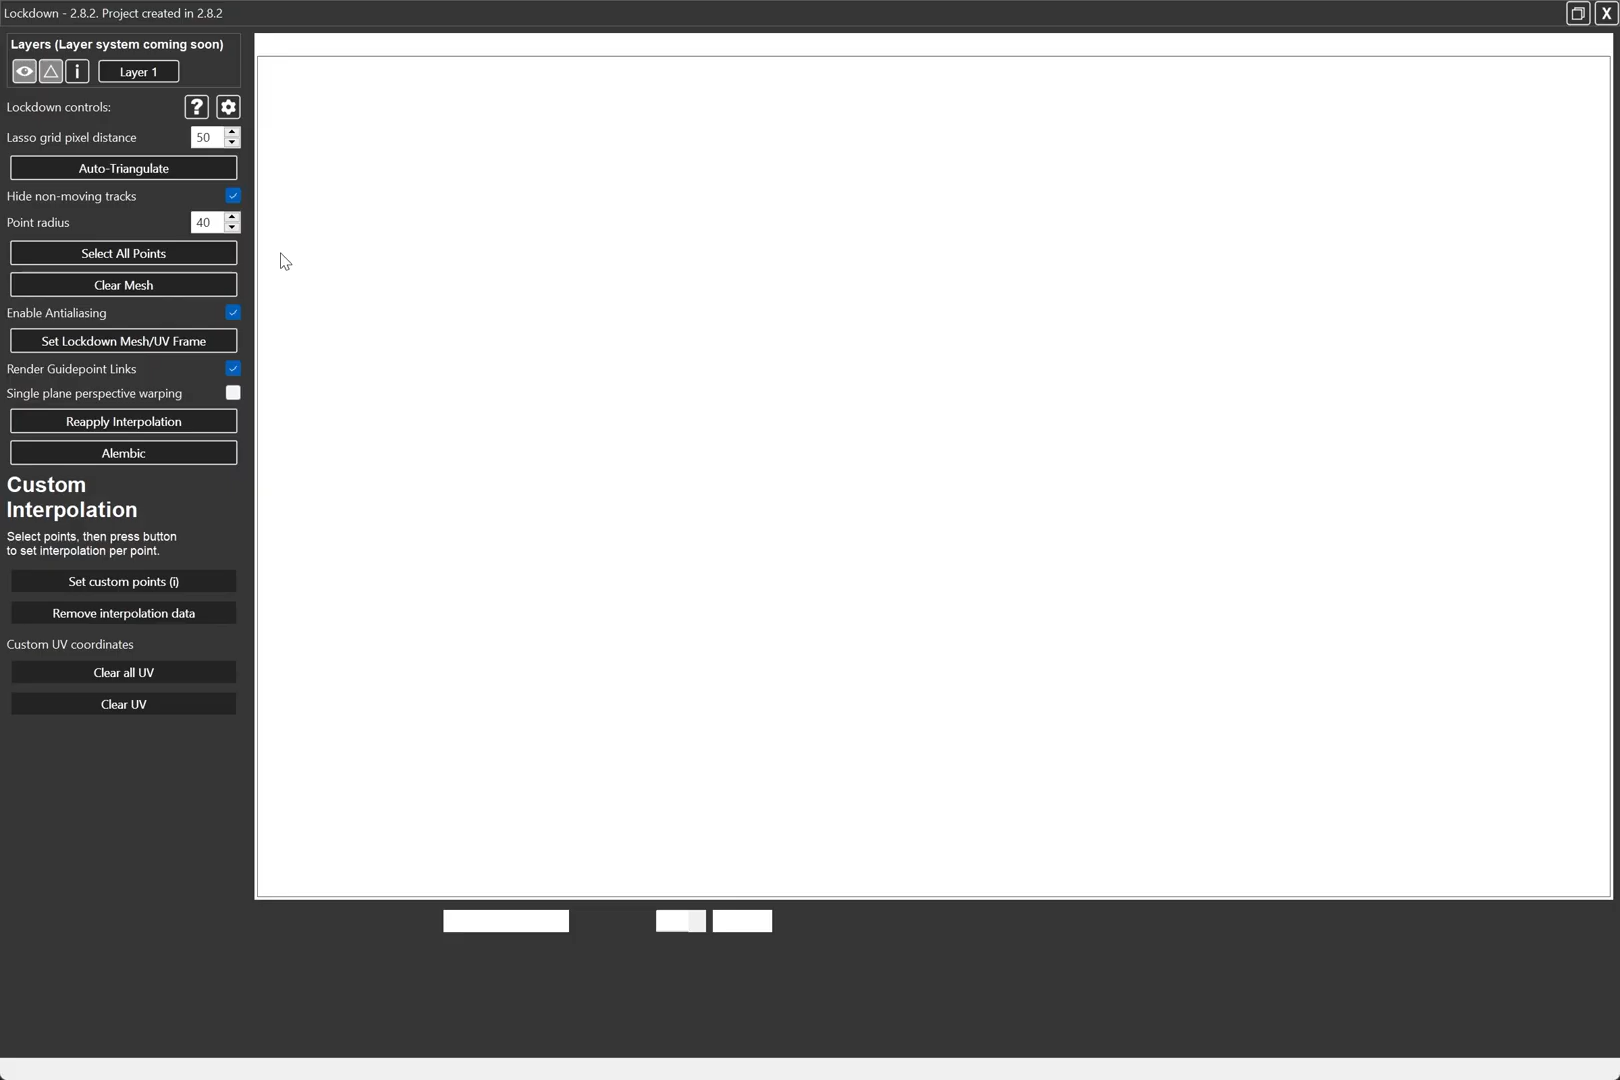 Lockdown - 2.8.2. Project created in 2.8.2
X
Layers (Layer system coming soon)
i
Layer 1
Lockdown controls:
?
Lasso grid pixel distance
50
Auto-Triangulate
Hide non-moving tracks
Point radius
40
Select All Points
Clear Mesh
Enable Antialiasing
Set Lockdown Mesh/UV Frame
Render Guidepoint Links
Single plane perspective warping
Reapply Interpolation
Alembic
Custom
Interpolation
Select points, then press button
to set interpolation per point.
Set custom points (i)
Remove interpolation data
Custom UV coordinates
Clear all UV
Clear UV